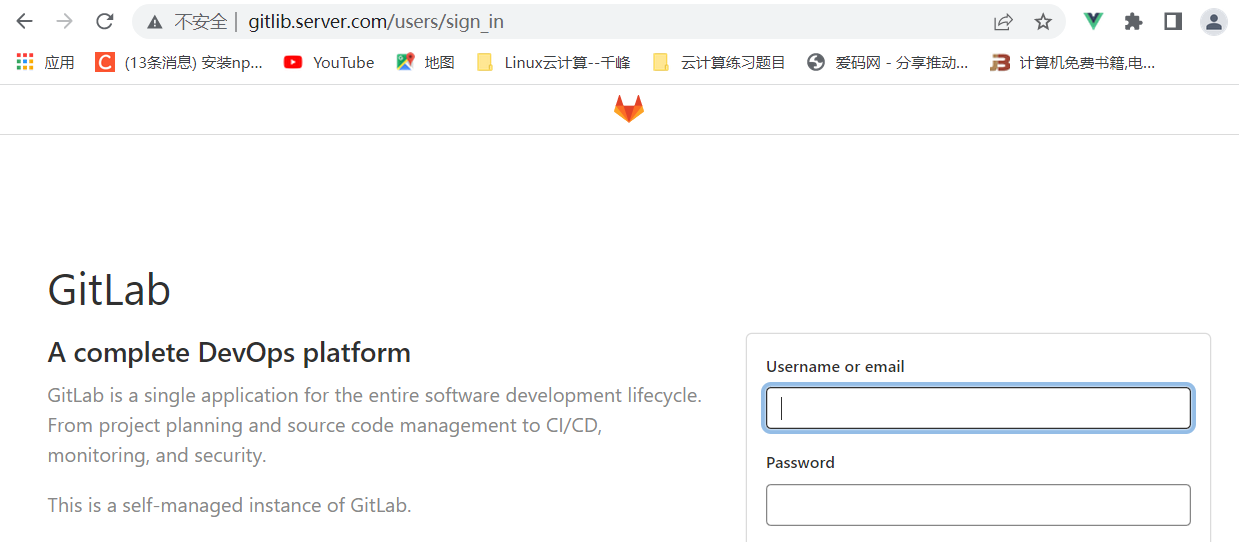 不安全 | gitlib.server.com/users/sign_in
应用 (13条消息) 安装np... YouTube 地图 Linux云计算--千峰 云计算练习题目 爱码网 - 分享推动... 计算机免费书籍,电...
GitLab
A complete DevOps platform
GitLab is a single application for the entire software development lifecycle.
From project planning and source code management to CI/CD,
monitoring, and security.
This is a self-managed instance of GitLab.
Username or email
Password